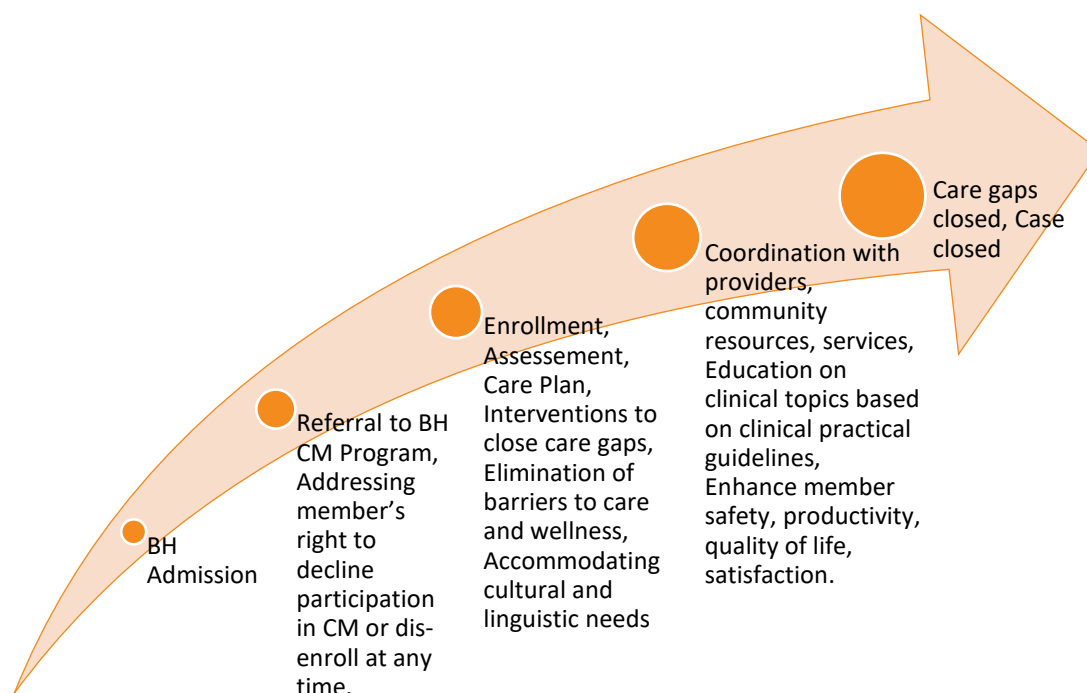 BH
Admission
Referral to BH
CM Program,
Addressing
member’s
right to
decline
participation
in CM or dis-
enroll at any
time.
Enrollment,
Assessement,
Care Plan,
Interventions to
close care gaps,
Elimination of
barriers to care
and wellness,
Accommodating
cultural and
linguistic needs
Coordination with
providers,
community
resources, services,
Education on
clinical topics based
on clinical practical
guidelines,
Enhance member
safety, productivity,
quality of life,
satisfaction.
Care gaps
closed, Case
closed